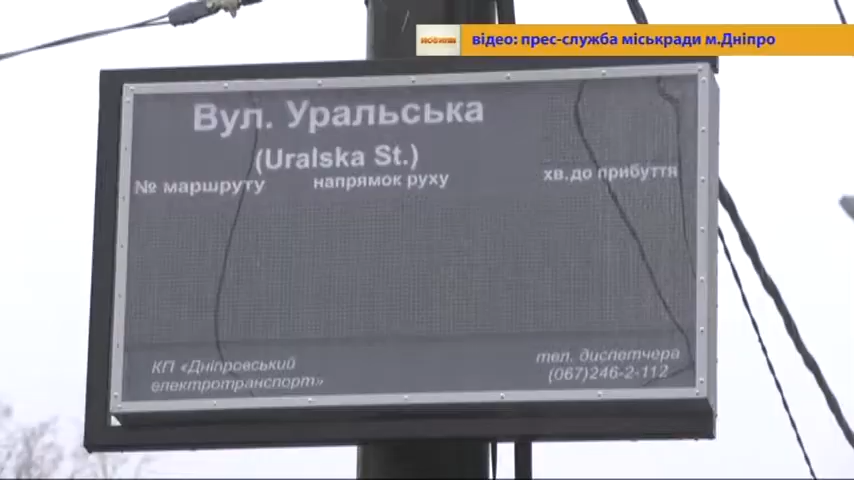 відео: прес-служба міськради м.Дніпро
Вул. Уральська
(Uralska St.)
№ маршруту напрямок руху хв.до прибуття
КП «Дніпровський
електротранспорт»
тел. диспетчера
(067)246-2-112